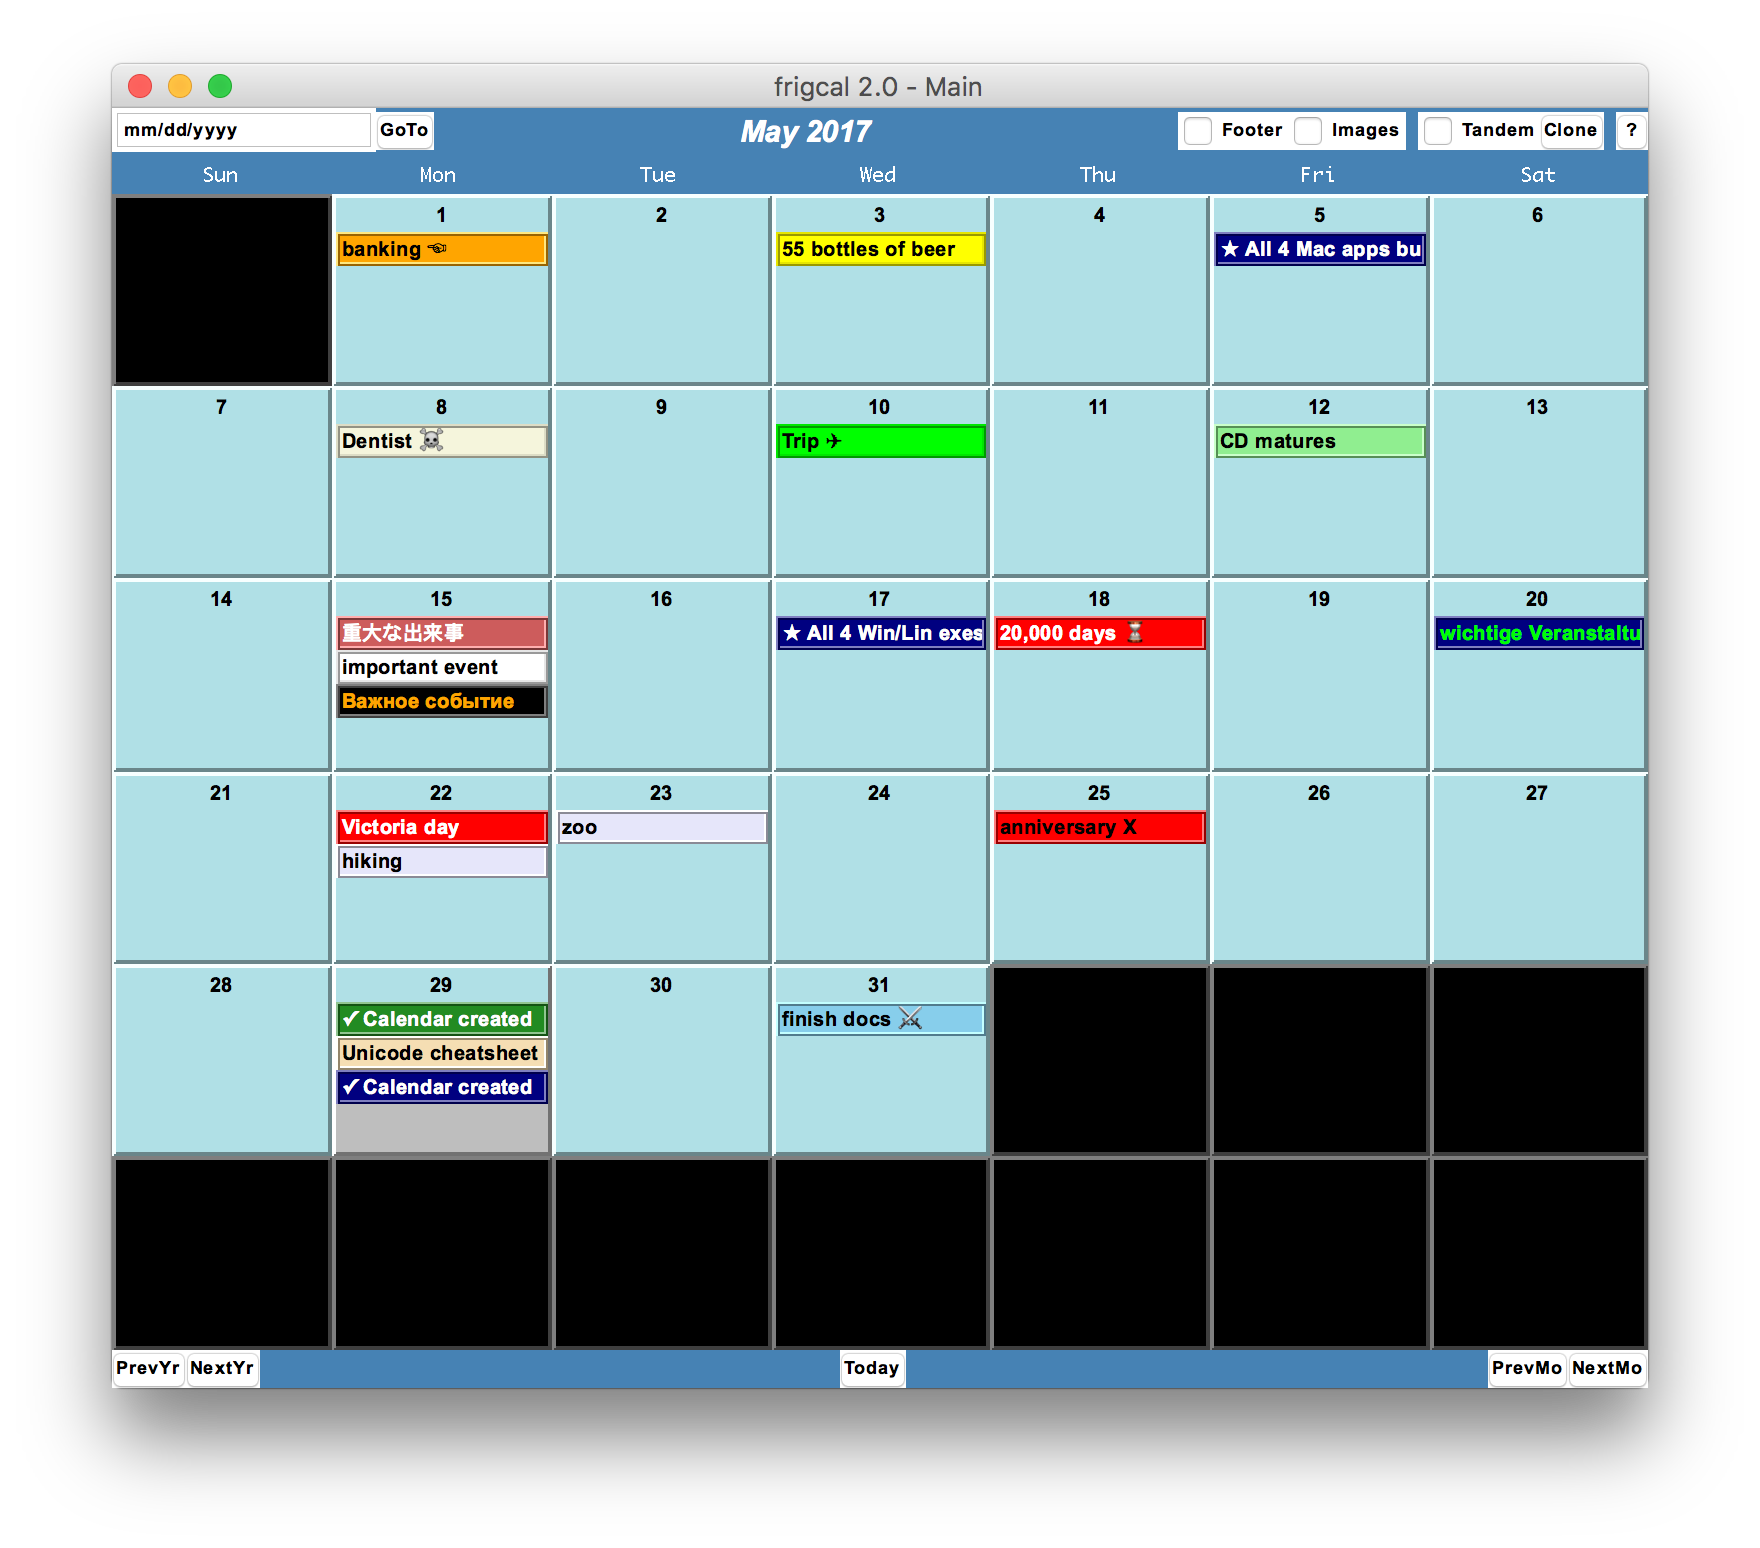 frigcal 2.0 - Main
mm/dd/yyyy GoTo May 2017 Footer Images Tandem Clone ?
Sun Mon Tue Wed Thu Fri Sat
1 2 3 4 5 6
banking ☜ 55 bottles of beer ★ All 4 Mac apps bu
7 8 9 10 11 12 13
Dentist ☠ Trip ✈ CD matures
14 15 16 17 18 19 20
重大な出来事 ★ All 4 Win/Lin exes 20,000 days ⏳ wichtige Veranstaltu
important event
Важное событие
21 22 23 24 25 26 27
Victoria day zoo anniversary X
hiking
28 29 30 31
✓ Calendar created finish docs ⚔
Unicode cheatsheet
✓ Calendar created
PrevYr NextYr Today PrevMo NextMo